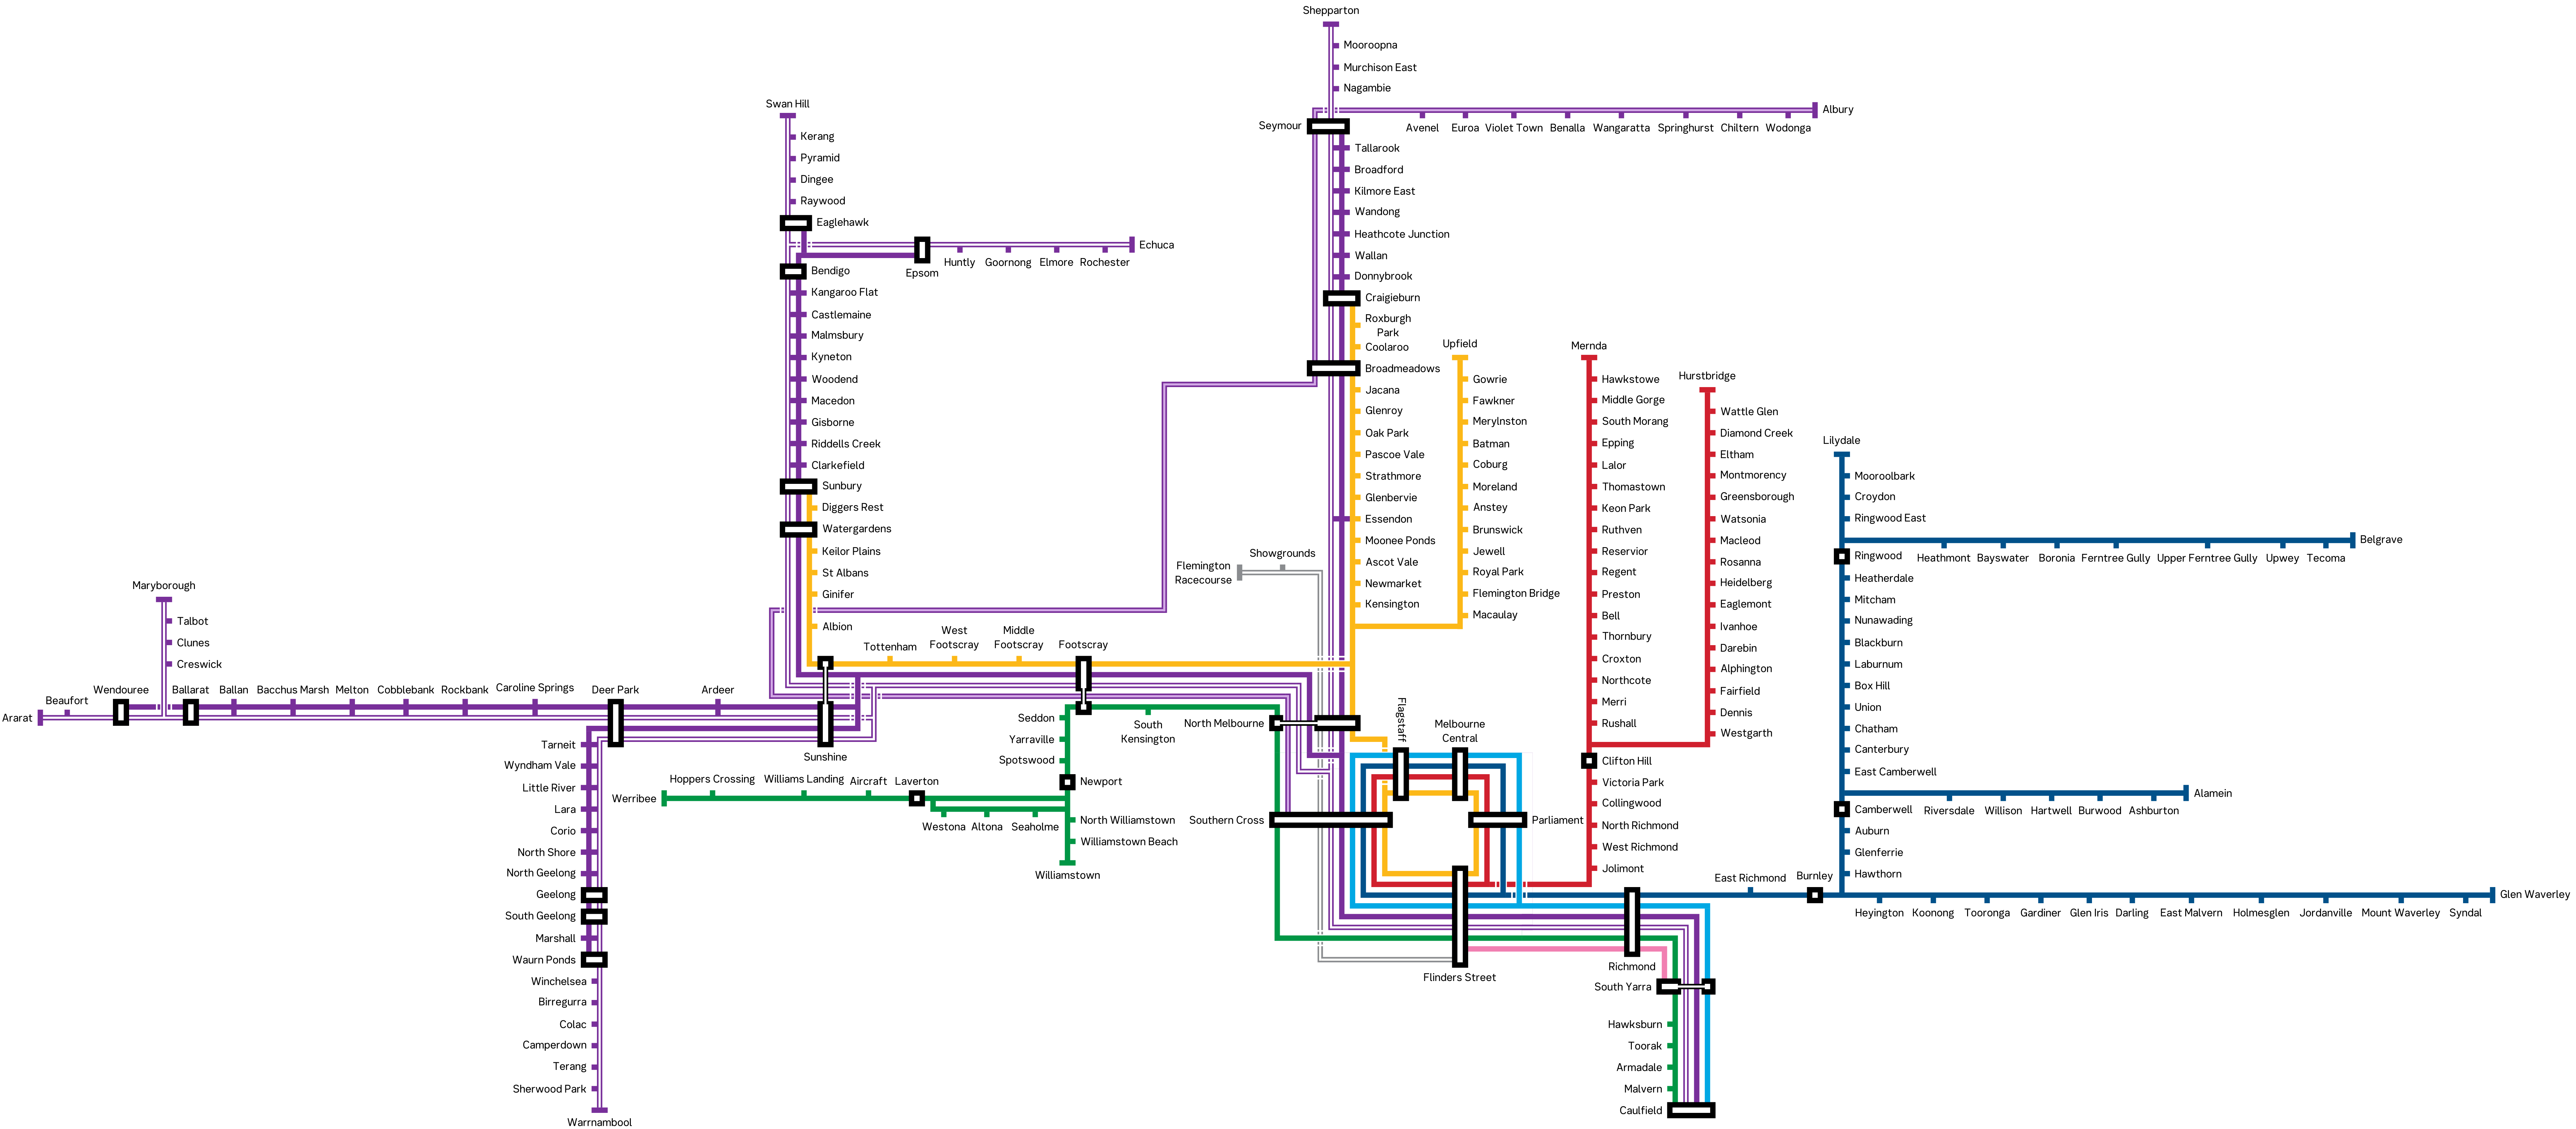 Shepparton
Mooroopna
Murchison East
Nagambie
Seymour
Albury
Avenel
Euroa
Violet Town
Benalla
Wangaratta
Springhurst
Chiltern
Wodonga
Tallarook
Broadford
Kilmore East
Wandong
Heathcote Junction
Wallan
Donnybrook
Craigieburn
Roxburgh
Park
Coolaroo
Broadmeadows
Jacana
Glenroy
Oak Park
Pascoe Vale
Strathmore
Glenbervie
Essendon
Moonee Ponds
Ascot Vale
Newmarket
Kensington
Swan Hill
Kerang
Pyramid
Dingee
Raywood
Eaglehawk
Epsom
Huntly
Goornong
Elmore
Rochester
Echuca
Bendigo
Kangaroo Flat
Castlemaine
Malmsbury
Kyneton
Woodend
Macedon
Gisborne
Riddells Creek
Clarkefield
Sunbury
Diggers Rest
Watergardens
Keilor Plains
St Albans
Ginifer
Albion
Tottenham
West
Footscray
Middle
Footscray
Footscray
Showgrounds
Flemington
Racecourse
Upfield
Gowrie
Fawkner
Merylnston
Batman
Coburg
Moreland
Anstey
Brunswick
Jewell
Royal Park
Flemington Bridge
Macaulay
Mernda
Hawkstowe
Middle Gorge
South Morang
Epping
Lalor
Thomastown
Keon Park
Ruthven
Reservior
Regent
Preston
Bell
Thornbury
Croxton
Northcote
Merri
Rushall
Clifton Hill
Victoria Park
Collingwood
North Richmond
West Richmond
Jolimont
Hurstbridge
Wattle Glen
Diamond Creek
Eltham
Montmorency
Greensborough
Watsonia
Macleod
Rosanna
Heidelberg
Eaglemont
Ivanhoe
Darebin
Alphington
Fairfield
Dennis
Westgarth
Lilydale
Mooroolbark
Croydon
Ringwood East
Ringwood
Heathmont
Bayswater
Boronia
Ferntree Gully
Upper Ferntree Gully
Upwey
Tecoma
Belgrave
Heatherdale
Mitcham
Nunawading
Blackburn
Laburnum
Box Hill
Union
Chatham
Canterbury
East Camberwell
Camberwell
Riversdale
Willison
Hartwell
Burwood
Ashburton
Alamein
Auburn
Glenferrie
Hawthorn
Maryborough
Talbot
Clunes
Creswick
Ararat
Beaufort
Wendouree
Ballarat
Ballan
Bacchus Marsh
Melton
Cobblebank
Rockbank
Caroline Springs
Deer Park
Ardeer
Sunshine
Tarneit
Wyndham Vale
Little River
Lara
Corio
North Shore
North Geelong
Geelong
South Geelong
Marshall
Waurn Ponds
Winchelsea
Birregurra
Colac
Camperdown
Terang
Sherwood Park
Warrnambool
Seddon
Yarraville
Spotswood
Newport
South
Kensington
Werribee
Hoppers Crossing
Williams Landing
Aircraft
Laverton
Westona
Altona
Seaholme
North Williamstown
Williamstown Beach
Williamstown
North Melbourne
Southern Cross
Flagstaff
Melbourne
Central
Parliament
Flinders Street
Richmond
East Richmond
Burnley
Heyington
Koonong
Tooronga
Gardiner
Glen Iris
Darling
East Malvern
Holmesglen
Jordanville
Mount Waverley
Syndal
Glen Waverley
South Yarra
Hawksburn
Toorak
Armadale
Malvern
Caulfield